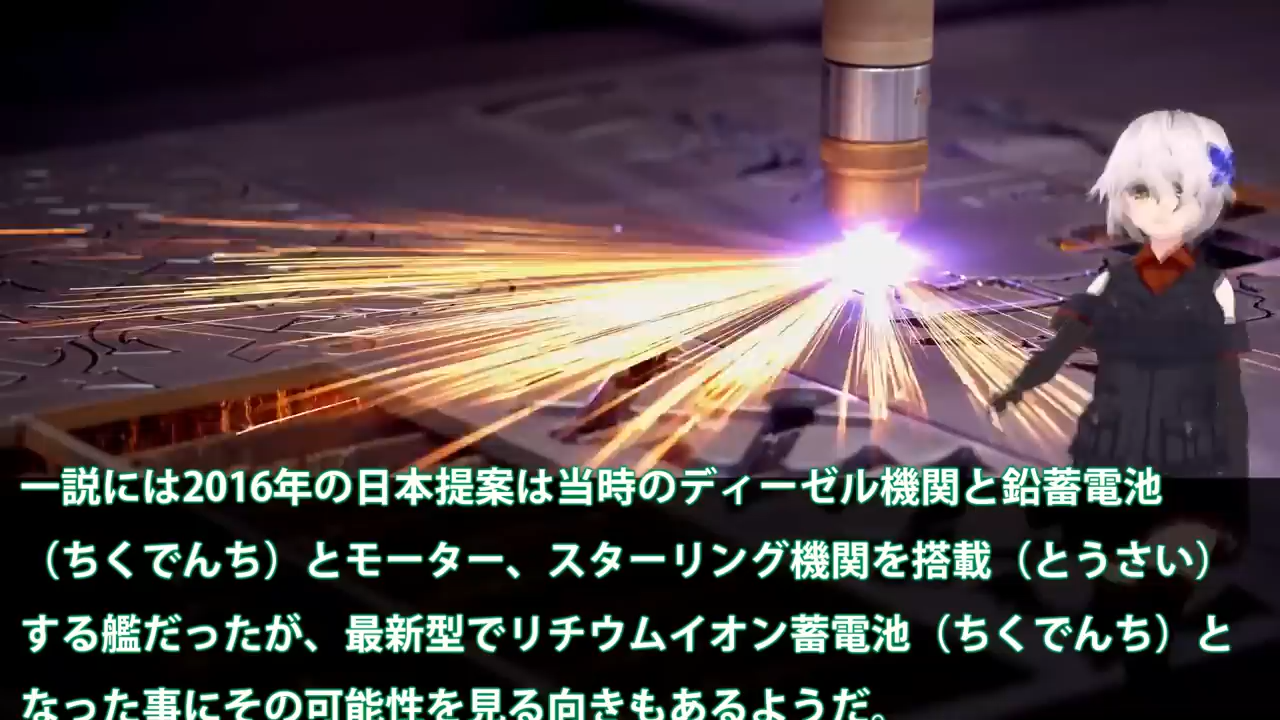 一説には2016年の日本提案は当時のディーゼル機関と鉛蓄電池
（ちくでんち）とモーター、スターリング機関を搭載（とうさい）
する艦だったが、最新型でリチウムイオン蓄電池（ちくでんち）と
なった事にその可能性を見る向きもあるようだ。